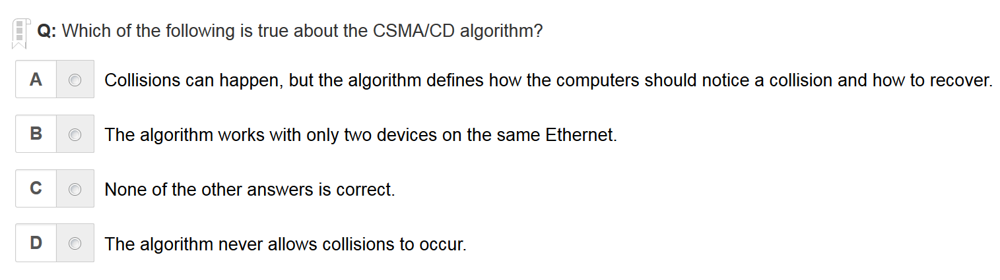 Q: Which of the following is true about the CSMA/CD algorithm?
A Collisions can happen, but the algorithm defines how the computers should notice a collision and how to recover.
B The algorithm works with only two devices on the same Ethernet.
C None of the other answers is correct.
D The algorithm never allows collisions to occur.